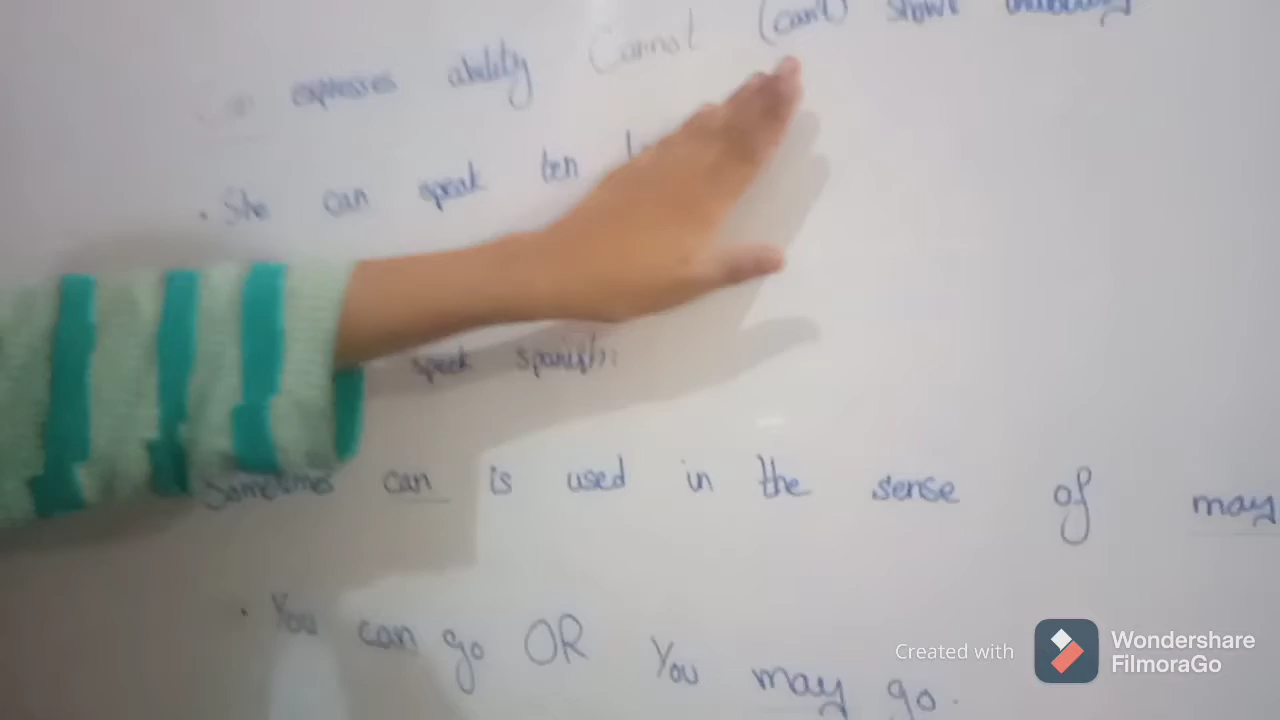 expresses ability Cannot (can't) shows
• She can speak ten
speak spanish.
Sometimes can is used in the sense of may
• You can go OR You may go.
Created with Wondershare FilmoraGo